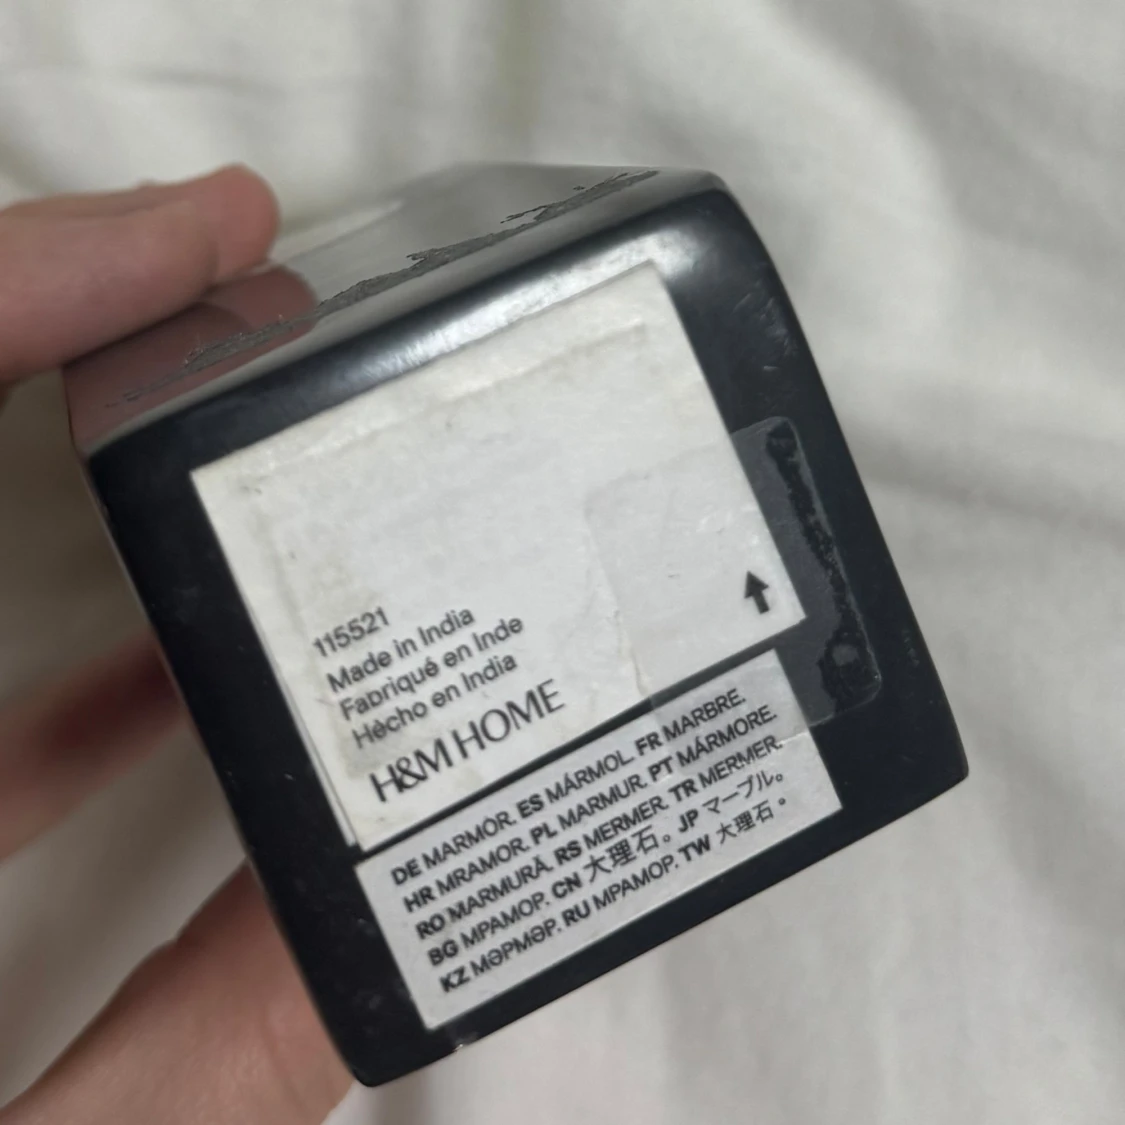 115521
Made in India
Fabriqué en Inde
Hecho en India
H&M HOME
DE MARMOR. ES MÁRMOL. FR MARBRE.
HR MRAMOR. PL MARMUR. PT MÁRMORE.
RO MARMURĂ. RS MERMER. TR MERMER.
BG МРАМОР. CN 大理石。JP マーブル。
KZ МӘРМӘР. RU МРАМОР. TW 大理石。